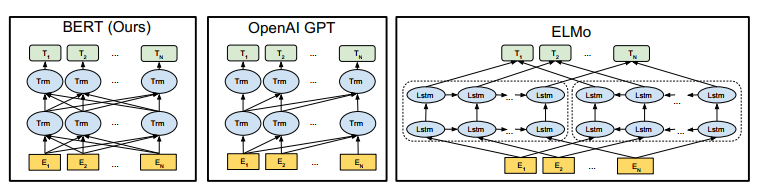 BERT (Ours)
T1 T2 ... TN
Trm Trm ... Trm
Trm Trm ... Trm
E1 E2 ... EN
OpenAI GPT
T1 T2 ... TN
Trm Trm ... Trm
Trm Trm ... Trm
E1 E2 ... EN
ELMo
T1 T2 ... TN
Lstm Lstm ... Lstm Lstm Lstm ... Lstm
Lstm Lstm ... Lstm Lstm Lstm ... Lstm
E1 E2 ... EN